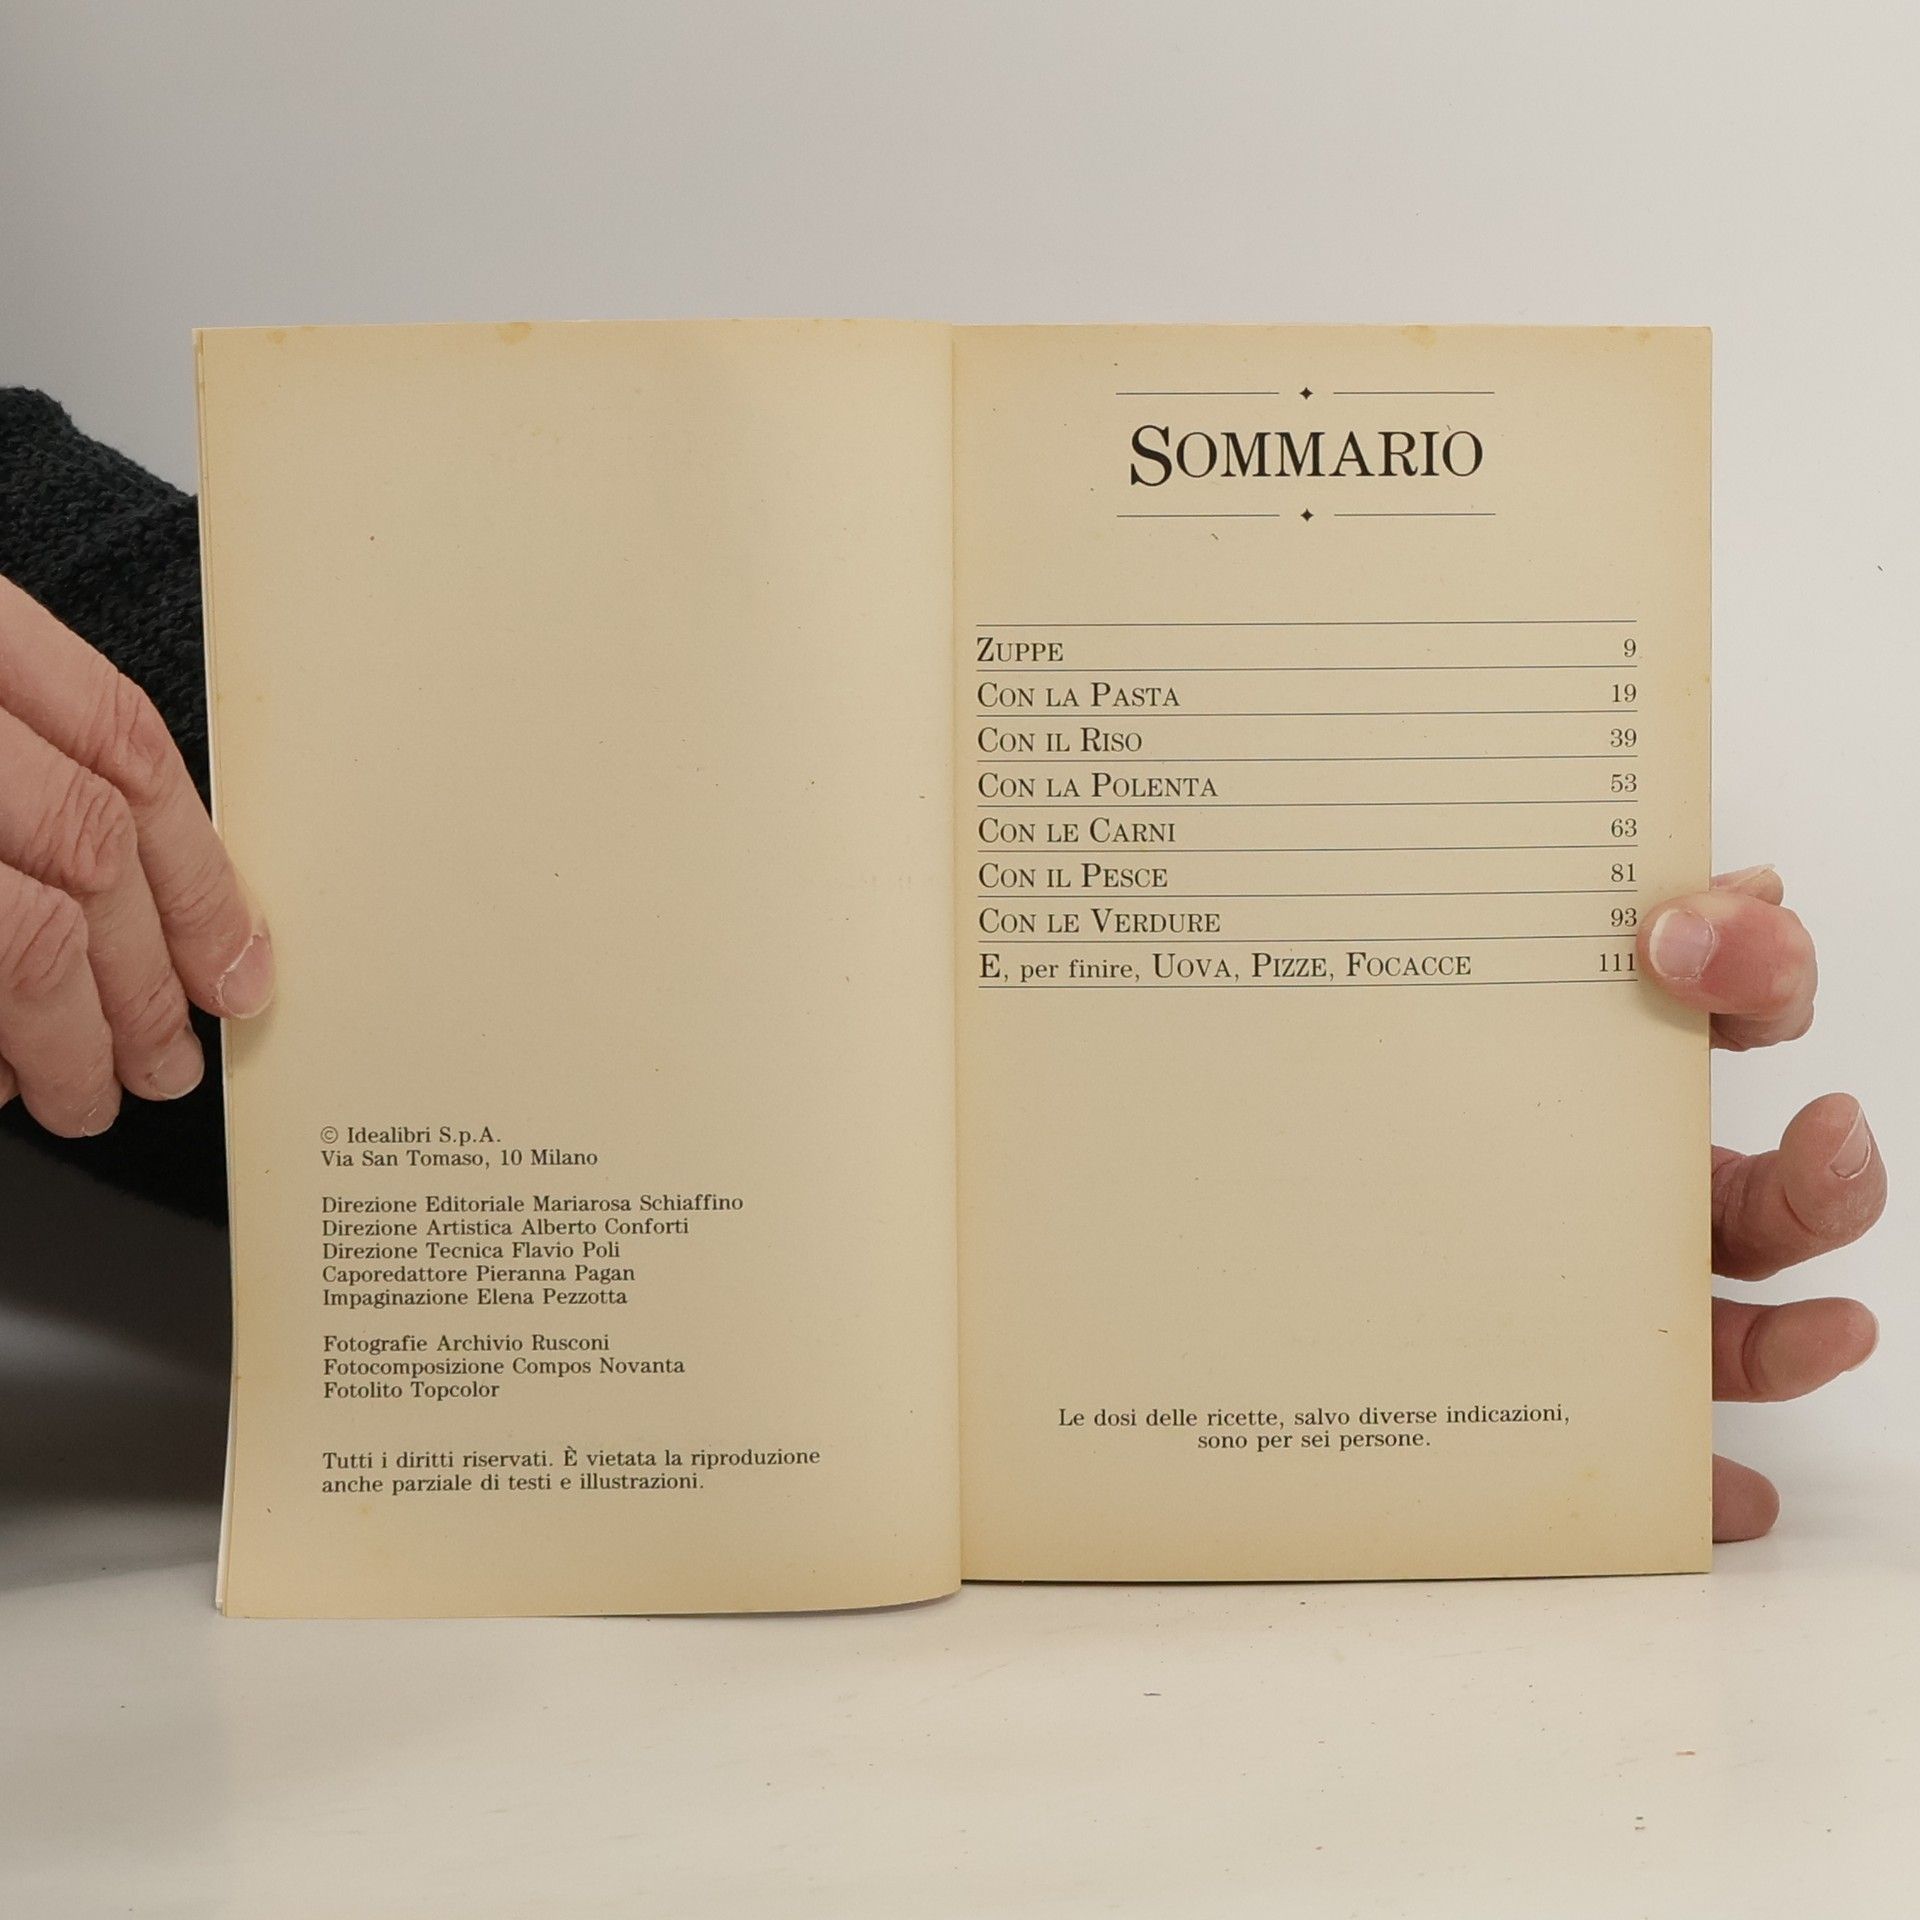 © Idealibri S.p.A.
Via San Tomaso, 10 Milano
Direzione Editoriale Mariarosa Schiaffino
Direzione Artistica Alberto Conforti
Direzione Tecnica Flavio Poli
Caporedattore Pieranna Pagan
Impaginazione Elena Pezzotta
Fotografie Archivio Rusconi
Fotocomposizione Compos Novanta
Fotolito Topcolor
Tutti i diritti riservati. È vietata la riproduzione
anche parziale di testi e illustrazioni.
SOMMARIO
ZUPPE 9
CON LA PASTA 19
CON IL RISO 39
CON LA POLENTA 53
CON LE CARNI 63
CON IL PESCE 81
CON LE VERDURE 93
E, per finire, UOVA, PIZZE, FOCACCE 111
Le dosi delle ricette, salvo diverse indicazioni,
sono per sei persone.